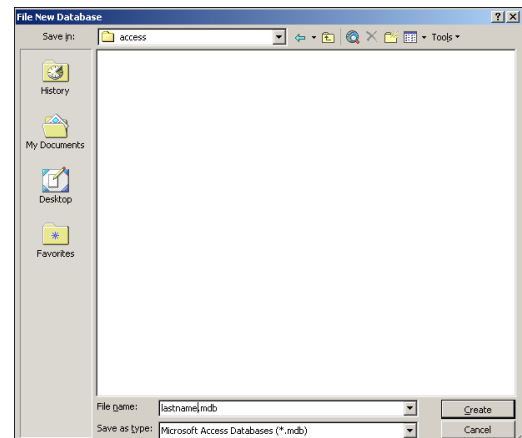 File New Database
Save in: access Tools
History
My Documents
Desktop
Favorites
File name: lastname.mdb Create
Save as type: Microsoft Access Databases (*.mdb) Cancel